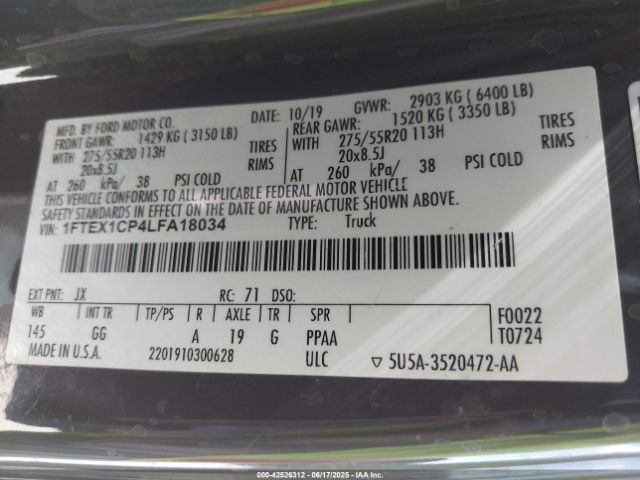 MFD. BY FORD MOTOR CO. DATE: 10/19 GVWR: 2903 KG ( 6400 LB)
FRONT GAWR: 1429 KG ( 3150 LB) REAR GAWR: 1520 KG ( 3350 LB)
WITH 275/55R20 113H TIRES WITH 275/55R20 113H TIRES
20x8.5J RIMS 20x8.5J RIMS
AT 260 kPa/ 38 PSI COLD AT 260 kPa/ 38 PSI COLD
THIS VEHICLE CONFORMS TO ALL APPLICABLE FEDERAL MOTOR VEHICLE
SAFETY STANDARDS IN EFFECT ON THE DATE OF MANUFACTURE SHOWN ABOVE.
VIN: 1FTEX1CP4LFA18034 TYPE: Truck
EXT PNT: JX RC: 71 DSO:
WB INT TR TP/PS R AXLE TR SPR F0022
145 GG A 19 G PPAA T0724
MADE IN U.S.A. 2201910300628 ULC ▽ 5U5A-3520472-AA
000-42526312 - 06/17/2025 - IAA Inc.